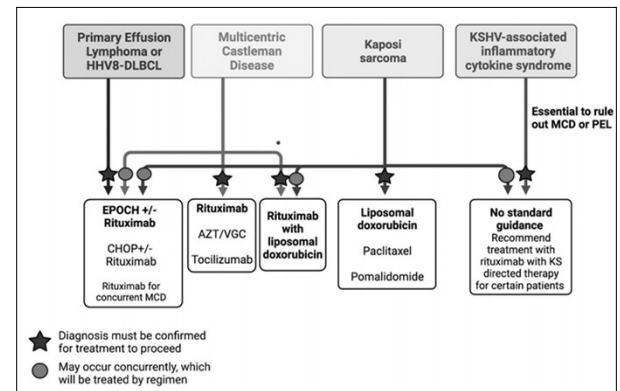 Primary Effusion
Lymphoma or
HHV8-DLBCL
Multicentric
Castleman
Disease
Kaposi
sarcoma
KSHV-associated
inflammatory
cytokine syndrome
Essential to rule
out MCD or PEL
EPOCH +/-
Rituximab
CHOP+/-
Rituximab
Rituximab for
concurrent MCD
Rituximab
AZT/VGC
Tocilizumab
Rituximab
with
liposomal
doxorubicin
Liposomal
doxorubicin
Paclitaxel
Pomalidomide
No standard
guidance
Recommend
treatment with
rituximab with KS
directed therapy
for certain patients
Diagnosis must be confirmed
for treatment to proceed
May occur concurrently, which
will be treated by regimen